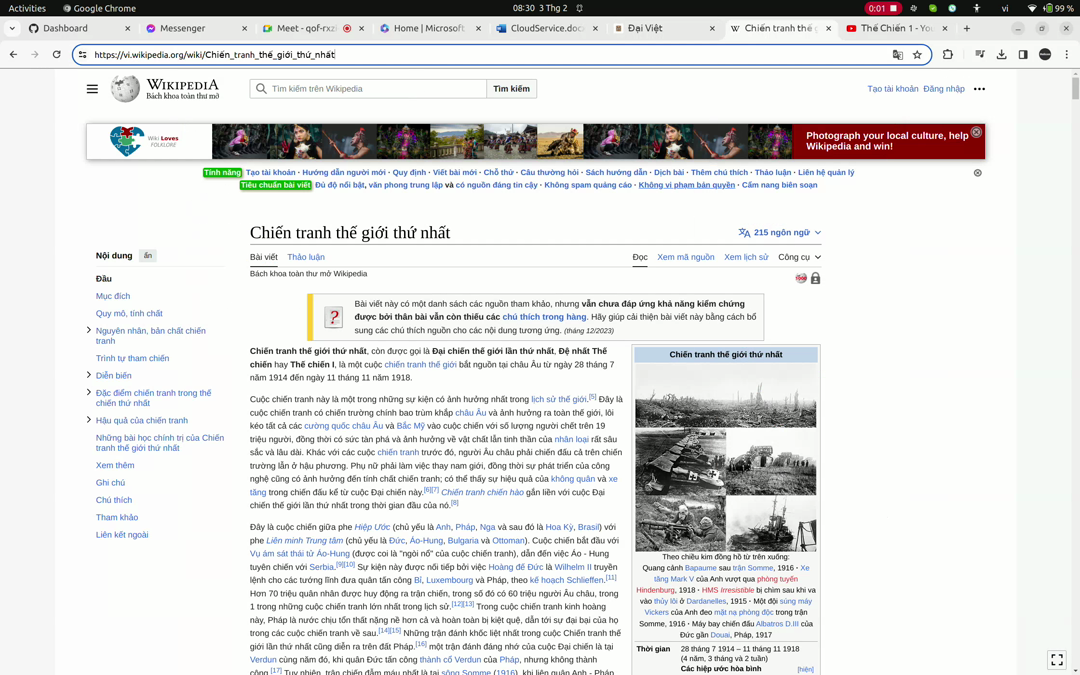 Activities
Google Chrome
08:30 3 Thg 2
0:01
vi
99 %
Dashboard
Messenger
Meet - qof-rxz
Home | Microsoft
CloudService.doc
Đại Việt
Chiến tranh thế g
Thế Chiến 1 - Yo
https://vi.wikipedia.org/wiki/Chiến_tranh_thế_giới_thứ_nhất
WIKIPEDIA
Bách khoa toàn thư mở
Tìm kiếm trên Wikipedia
Tìm kiếm
Tạo tài khoản Đăng nhập
Wiki Loves
FOLKLORE
Photograph your local culture, help
Wikipedia and win!
Tính năng Tạo tài khoản · Hướng dẫn người mới · Quy định · Viết bài mới · Chỗ thử · Câu thường hỏi · Sách hướng dẫn · Dịch bài · Thêm chú thích · Thảo luận · Liên hệ quản lý
Tiêu chuẩn bài viết Đủ độ nổi bật, văn phong trung lập và có nguồn đáng tin cậy · Không spam quảng cáo · Không vi phạm bản quyền · Cẩm nang biên soạn
Chiến tranh thế giới thứ nhất
215 ngôn ngữ
Nội dung ẩn
Đầu
Mục đích
Quy mô, tính chất
Nguyên nhân, bản chất chiến
tranh
Trình tự tham chiến
Diễn biến
Đặc điểm chiến tranh trong thế
chiến thứ nhất
Hậu quả của chiến tranh
Những bài học chính trị của Chiến
tranh thế giới thứ nhất
Xem thêm
Ghi chú
Chú thích
Tham khảo
Liên kết ngoài
Bài viết Thảo luận
Đọc Xem mã nguồn Xem lịch sử Công cụ
Bách khoa toàn thư mở Wikipedia
Bài viết này có một danh sách các nguồn tham khảo, nhưng vẫn chưa đáp ứng khả năng kiểm chứng
được bởi thân bài vẫn còn thiếu các chú thích trong hàng. Hãy giúp cải thiện bài viết này bằng cách bổ
sung các chú thích nguồn cho các nội dung tương ứng. (tháng 12/2023)
Chiến tranh thế giới thứ nhất, còn được gọi là Đại chiến thế giới lần thứ nhất, Đệ nhất Thế
chiến hay Thế chiến I, là một cuộc chiến tranh thế giới bắt nguồn tại châu Âu từ ngày 28 tháng 7
năm 1914 đến ngày 11 tháng 11 năm 1918.
Cuộc chiến tranh này là một trong những sự kiện có ảnh hưởng nhất trong lịch sử thế giới.[5] Đây là
cuộc chiến tranh có chiến trường chính bao trùm khắp châu Âu và ảnh hưởng ra toàn thế giới, lôi
kéo tất cả các cường quốc châu Âu và Bắc Mỹ vào cuộc chiến với số lượng người chết trên 19
triệu người, đồng thời có sức tàn phá và ảnh hưởng về vật chất lẫn tinh thần của nhân loại rất sâu
sắc và lâu dài. Khác với các cuộc chiến tranh trước đó, người Âu châu phải chiến đấu cả trên chiến
trường lẫn ở hậu phương. Phụ nữ phải làm việc thay nam giới, đồng thời sự phát triển của công
nghệ cũng có ảnh hưởng đến tính chất chiến tranh; có thể thấy sự hiệu quả của không quân và xe
tăng trong chiến đấu kể từ cuộc Đại chiến này.[6][7] Chiến tranh chiến hào gắn liền với cuộc Đại
chiến thế giới lần thứ nhất trong thời gian đầu của nó.[8]
Đây là cuộc chiến giữa phe Hiệp Ước (chủ yếu là Anh, Pháp, Nga và sau đó là Hoa Kỳ, Brasil) với
phe Liên minh Trung tâm (chủ yếu là Đức, Áo-Hung, Bulgaria và Ottoman). Cuộc chiến bắt đầu với
Vụ ám sát thái tử Áo-Hung (được coi là "ngòi nổ" của cuộc chiến tranh), dẫn đến việc Áo - Hung
tuyên chiến với Serbia.[9][10] Sự kiện này được nối tiếp bởi việc Hoàng đế Đức là Wilhelm II truyền
lệnh cho các tướng lĩnh đưa quân tấn công Bỉ, Luxembourg và Pháp, theo kế hoạch Schlieffen.[11]
Hơn 70 triệu quân nhân được huy động ra trận chiến, trong số đó có 60 triệu người Âu châu, trong
1 trong những cuộc chiến tranh lớn nhất trong lịch sử.[12][13] Trong cuộc chiến tranh kinh hoàng
này, Pháp là nước chịu tổn thất nặng nề hơn cả và hoàn toàn bị kiệt quệ, dẫn tới sự đại bại của họ
trong các cuộc chiến tranh về sau.[14][15] Những trận đánh khốc liệt nhất trong Cuộc Chiến tranh thế
giới lần thứ nhất cũng diễn ra trên đất Pháp.[16] một trận đánh đáng nhớ của cuộc Đại chiến là tại
Verdun cùng năm đó, khi quân Đức tấn công thành cổ Verdun của Pháp, nhưng không thành
công.[17] Tuy nhiên, trận chiến đẫm máu nhất là tại sông Somme (1916), khi liên quân Anh - Pháp
Chiến tranh thế giới thứ nhất
Theo chiều kim đồng hồ từ trên xuống:
Quang cảnh Bapaume sau trận Somme, 1916 · Xe
tăng Mark V của Anh vượt qua phòng tuyến
Hindenburg, 1918 · HMS Irresistible bị chìm sau khi va
vào thủy lôi ở Dardanelles, 1915 · Một đội súng máy
Vickers của Anh đeo mặt nạ phòng độc trong trận
Somme, 1916 · Máy bay chiến đấu Albatros D.III của
Đức gần Douai, Pháp, 1917
Thời gian 28 tháng 7 1914 – 11 tháng 11 1918
(4 năm, 3 tháng và 2 tuần)
Các hiệp ước hòa bình
[hiện]